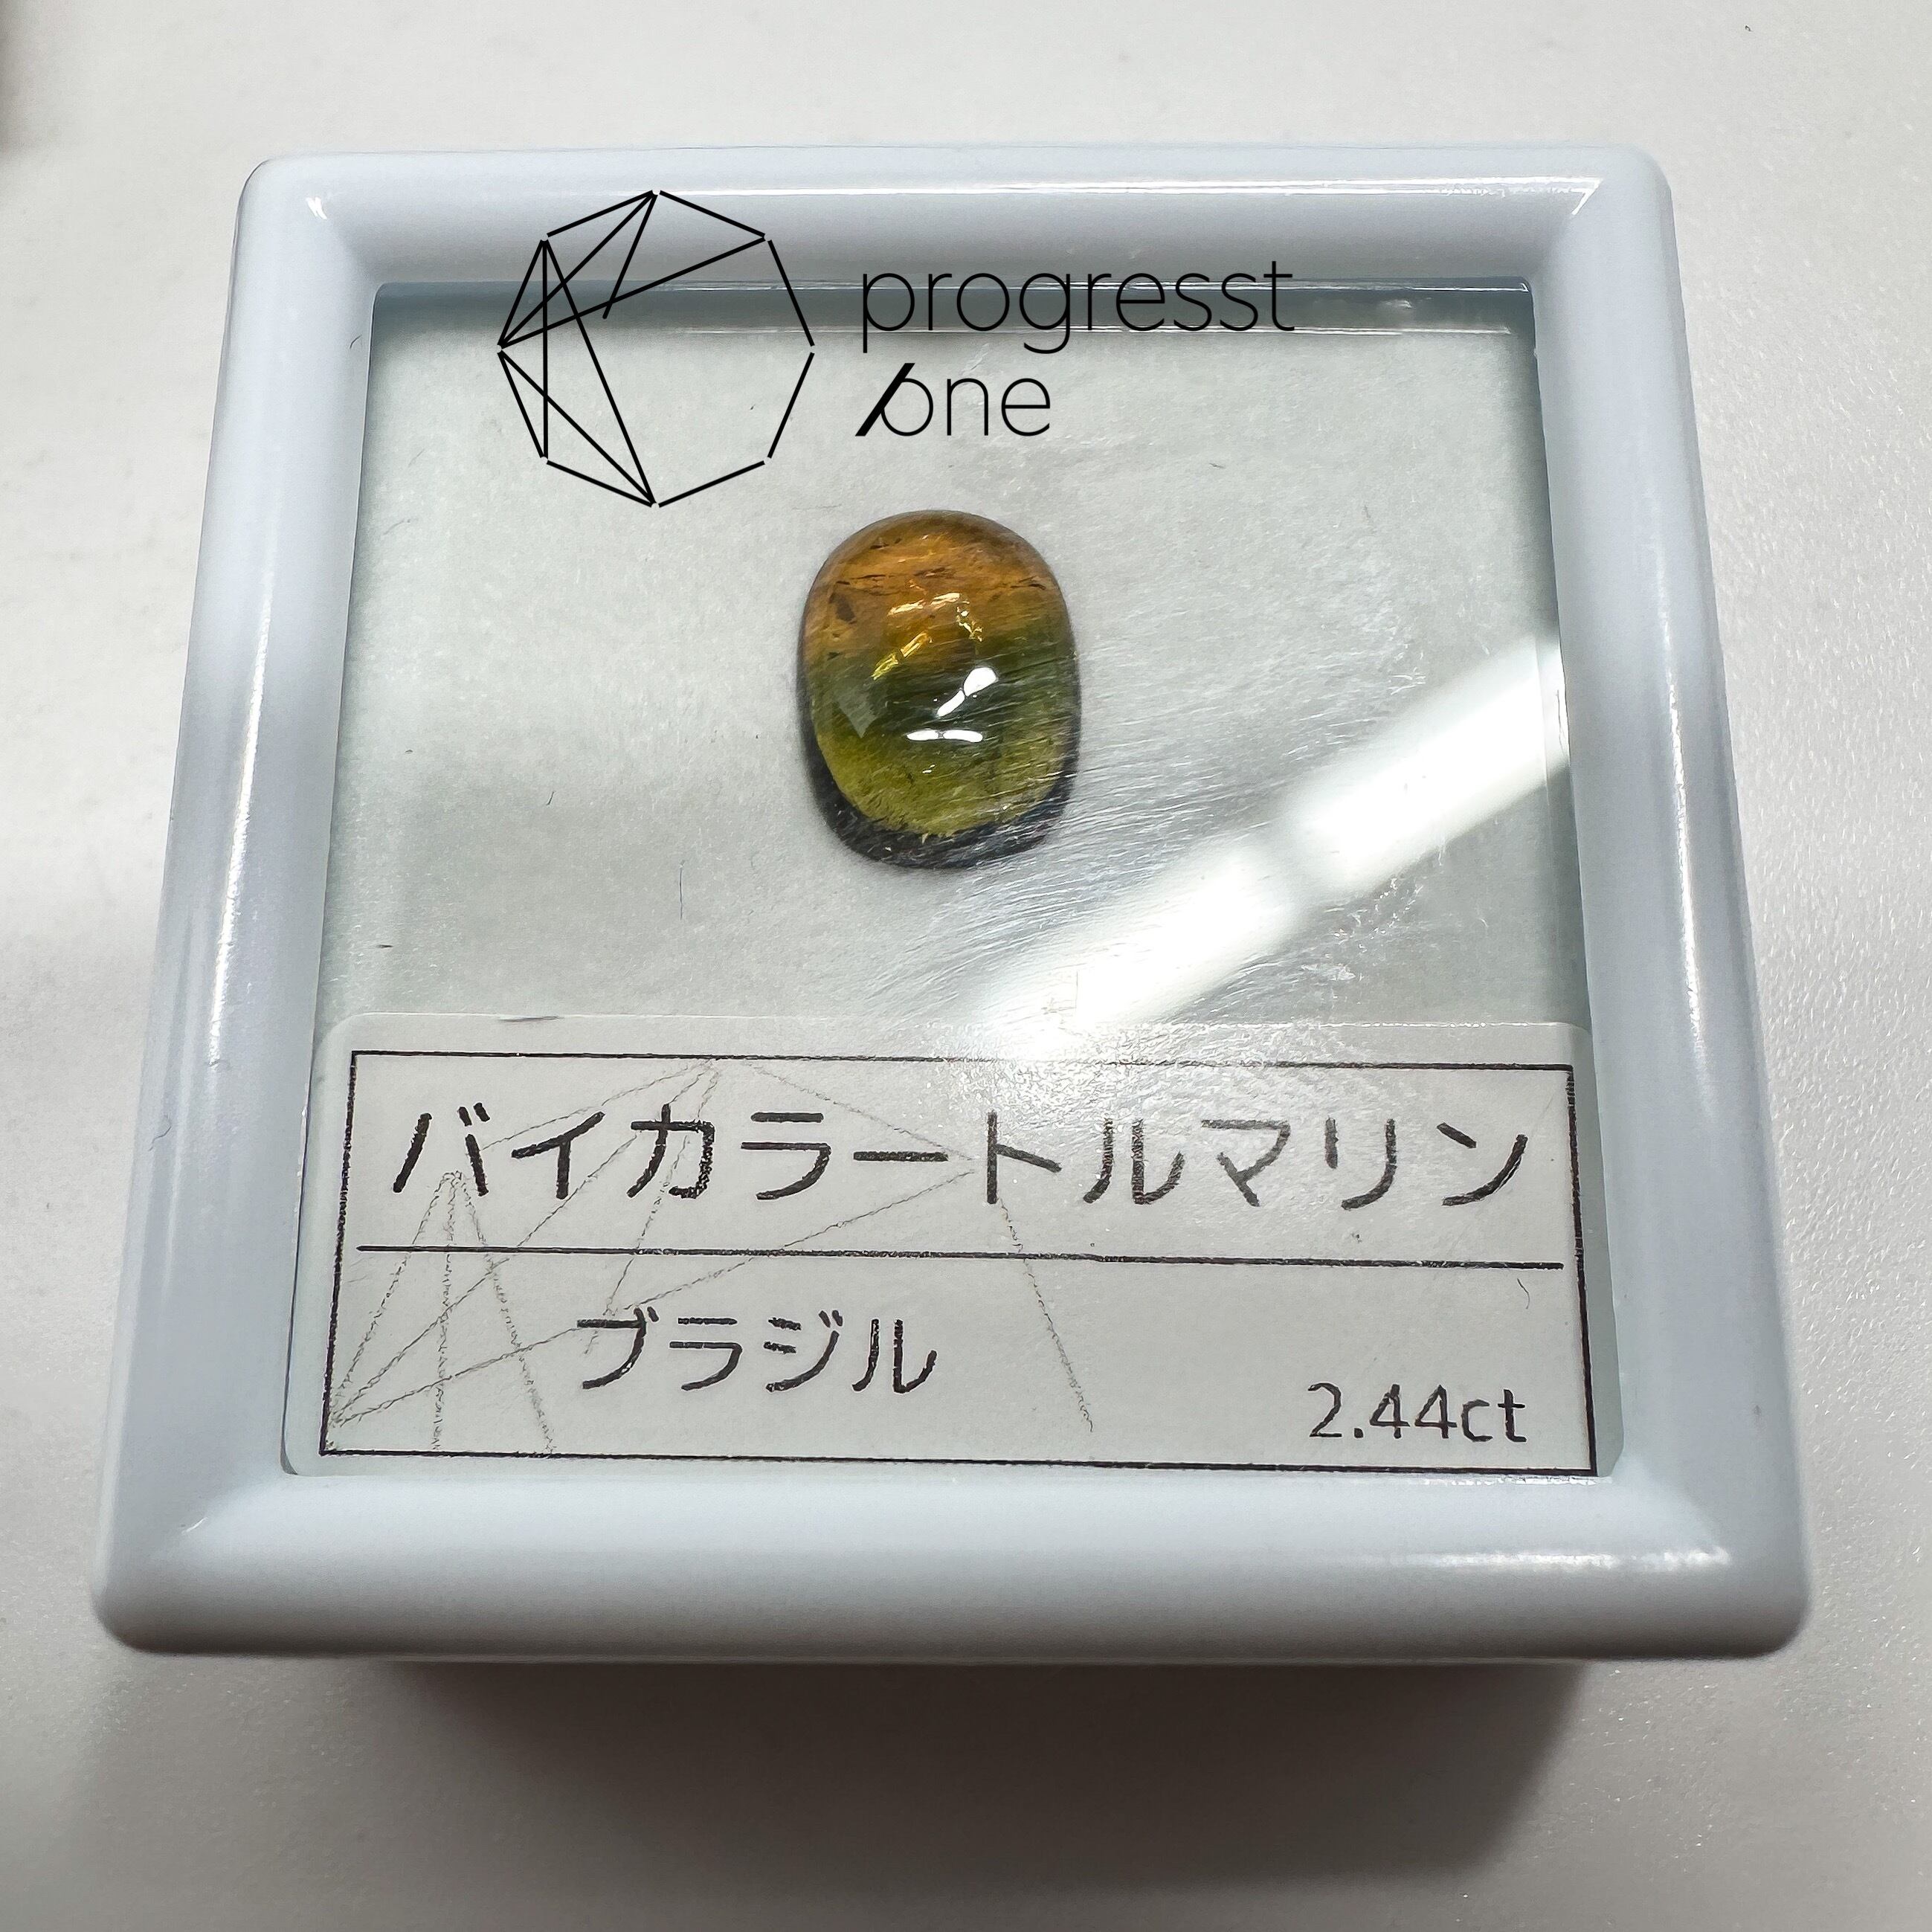 progresst
one
バイカラートルマリン
ブラジル
2.44ct